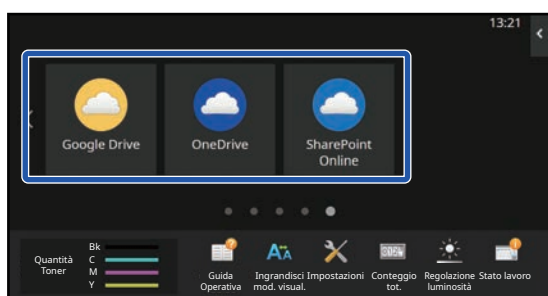 13:21
Google Drive
OneDrive
SharePoint
Online
Quantità
Toner
Bk
C
M
Y
Guida
Operativa
Ingrandisci
mod. visual.
Impostazioni
Conteggio
tot.
Regolazione
luminosità
Stato lavoro